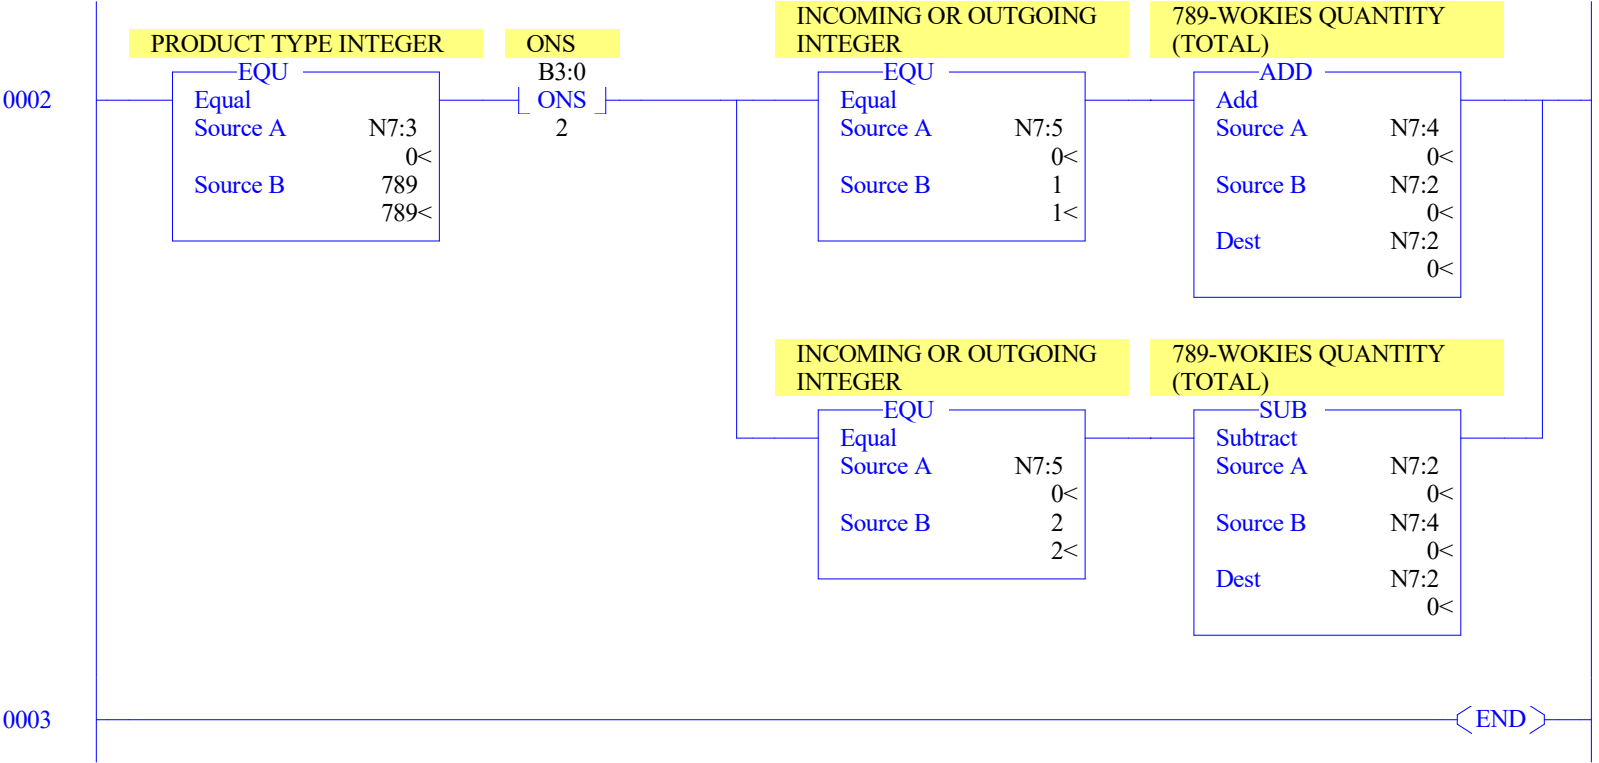 INCOMING OR OUTGOING INTEGER
789-WOKIES QUANTITY (TOTAL)
PRODUCT TYPE INTEGER
ONS
0002
EQU
Equal
Source A N7:3
0<
Source B 789
789<
B3:0
ONS
2
EQU
Equal
Source A N7:5
0<
Source B 1
1<
ADD
Add
Source A N7:4
0<
Source B N7:2
0<
Dest N7:2
0<
INCOMING OR OUTGOING
INTEGER
789-WOKIES QUANTITY
(TOTAL)
EQU
Equal
Source A N7:5
0<
Source B 2
2<
SUB
Subtract
Source A N7:2
0<
Source B N7:4
0<
Dest N7:2
0<
0003
END